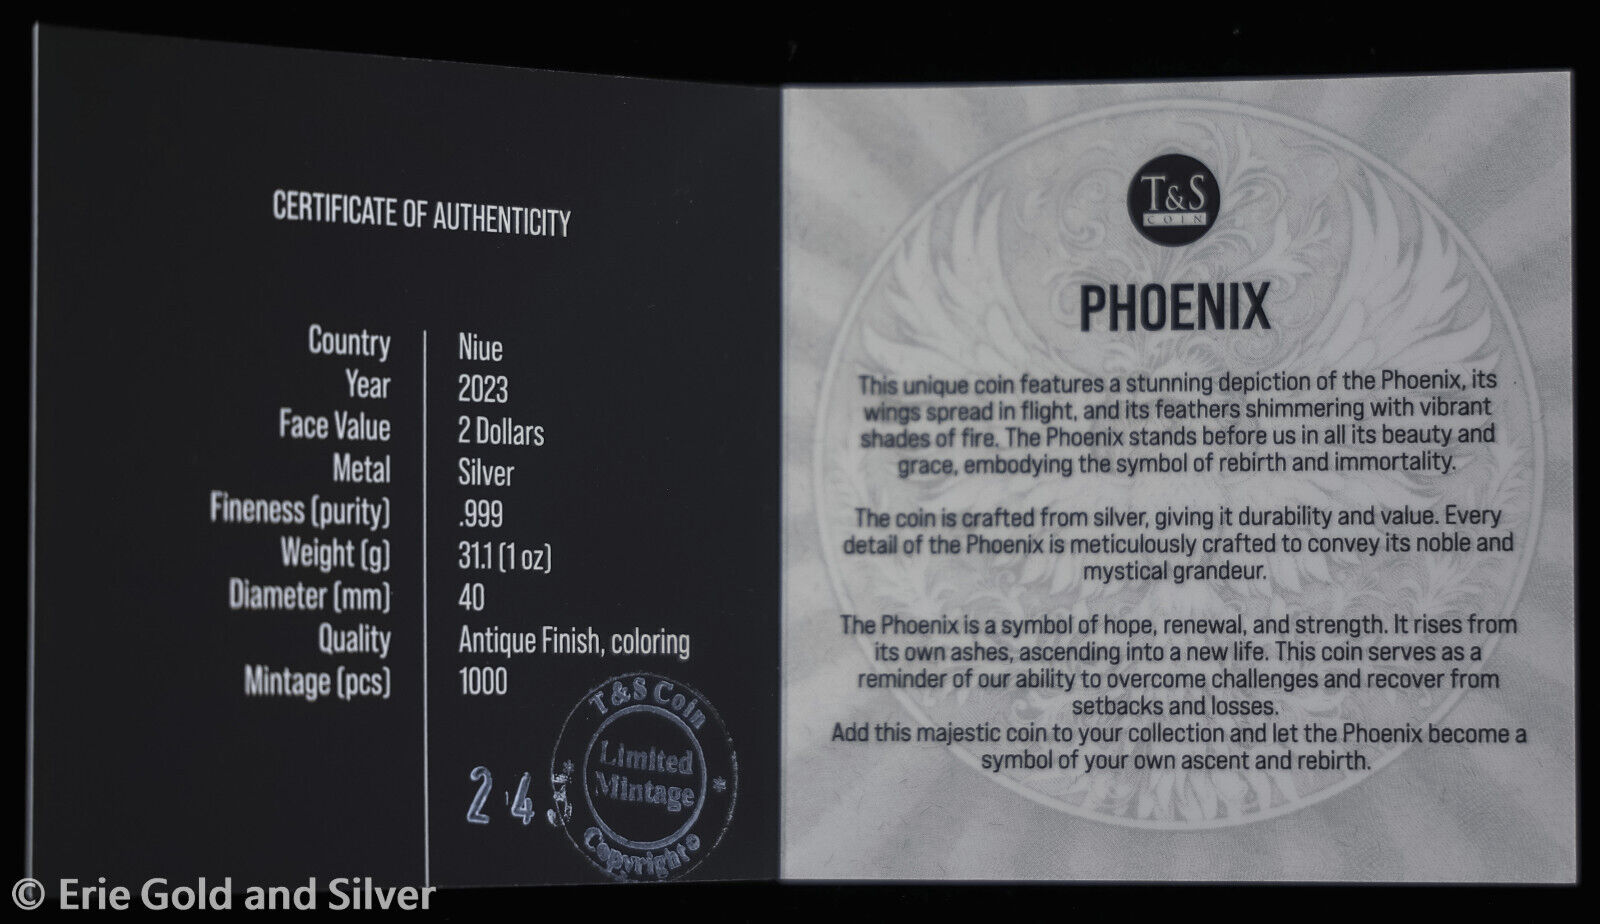 CERTIFICATE OF AUTHENTICITY
Country Niue
Year 2023
Face Value 2 Dollars
Metal Silver
Fineness (purity) .999
Weight (g) 31.1 (1 oz)
Diameter (mm) 40
Quality Antique Finish, coloring
Mintage (pcs) 1000
T&S Coin
Limited
Mintage
Copyright©
245
T&S
COIN
PHOENIX
This unique coin features a stunning depiction of the Phoenix, its
wings spread in flight, and its feathers shimmering with vibrant
shades of fire. The Phoenix stands before us in all its beauty and
grace, embodying the symbol of rebirth and immortality.
The coin is crafted from silver, giving it durability and value. Every
detail of the Phoenix is meticulously crafted to convey its noble and
mystical grandeur.
The Phoenix is a symbol of hope, renewal, and strength. It rises from
its own ashes, ascending into a new life. This coin serves as a
reminder of our ability to overcome challenges and recover from
setbacks and losses.
Add this majestic coin to your collection and let the Phoenix become a
symbol of your own ascent and rebirth.
© Erie Gold and Silver